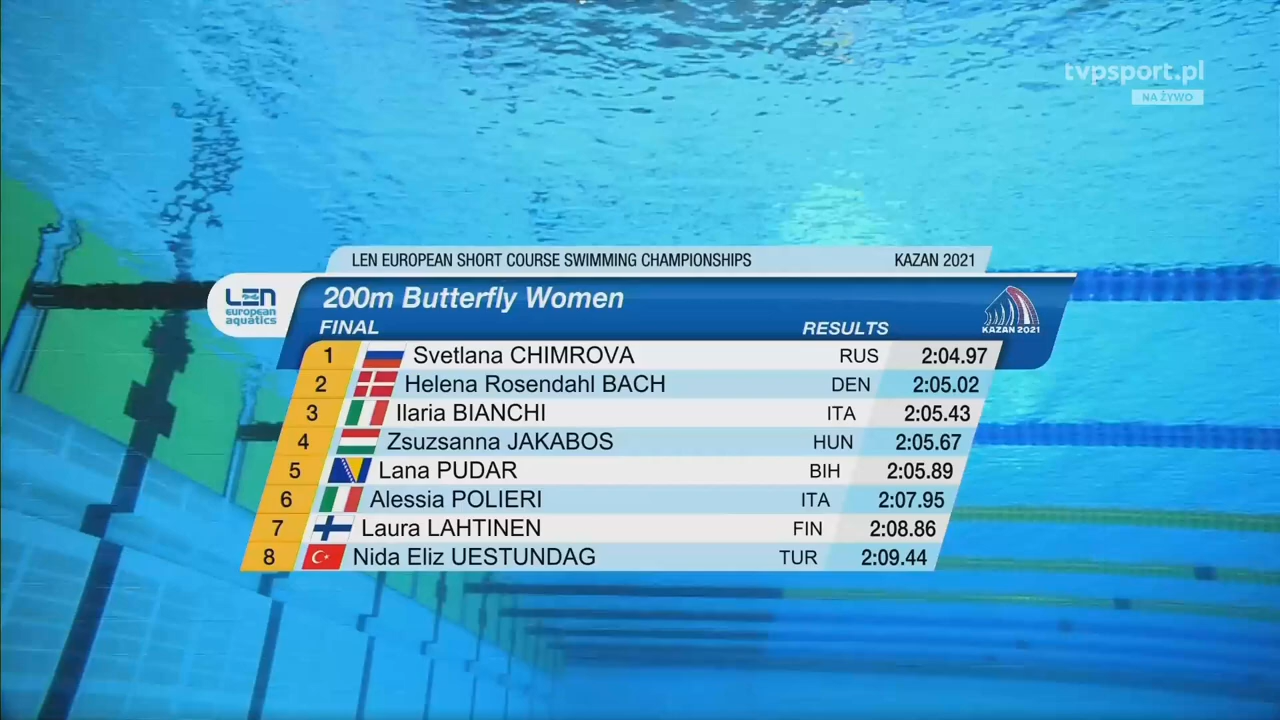 tvpsport.pl
NA ŻYWO
LEN EUROPEAN SHORT COURSE SWIMMING CHAMPIONSHIPS KAZAN 2021
LEN european aquatics
200m Butterfly Women
FINAL RESULTS
KAZAN 2021
1 Svetlana CHIMROVA RUS 2:04.97
2 Helena Rosendahl BACH DEN 2:05.02
3 Ilaria BIANCHI ITA 2:05.43
4 Zsuzsanna JAKABOS HUN 2:05.67
5 Lana PUDAR BIH 2:05.89
6 Alessia POLIERI ITA 2:07.95
7 Laura LAHTINEN FIN 2:08.86
8 Nida Eliz UESTUNDAG TUR 2:09.44